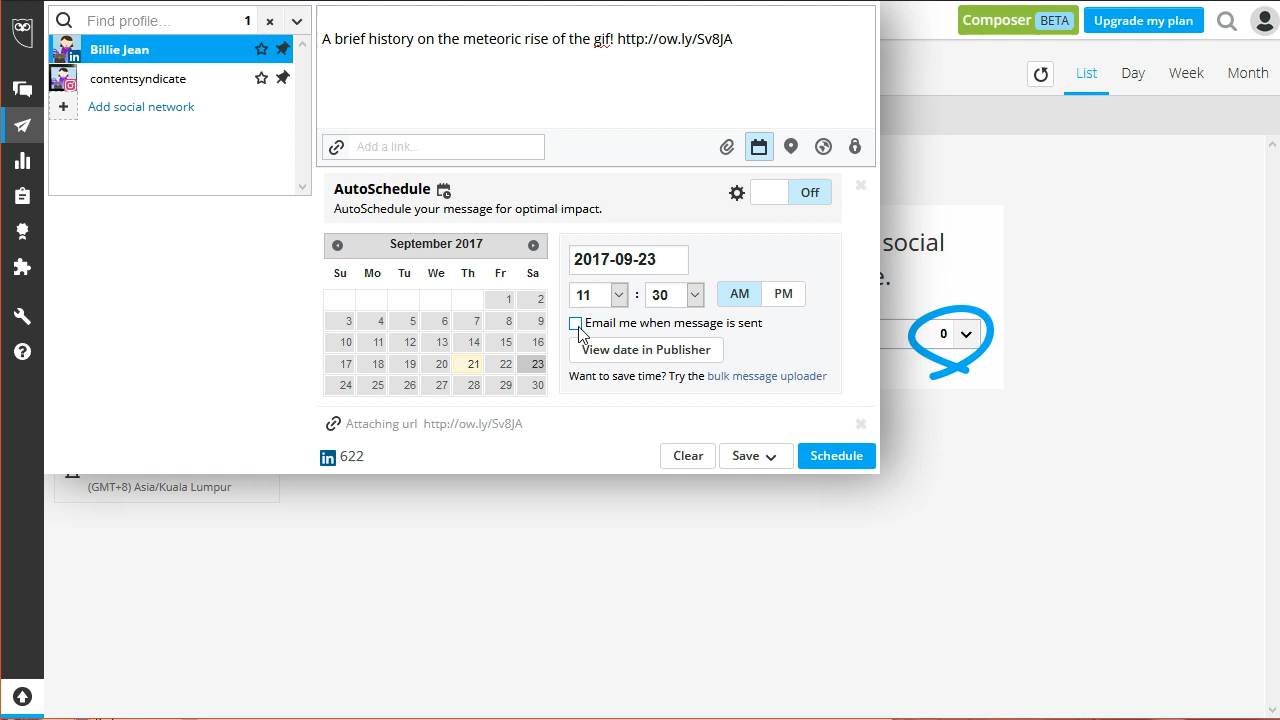 Find profile... 1
Billie Jean
contentsyndicate
Add social network
A brief history on the meteoric rise of the gif! http://ow.ly/Sv8JA
Add a link...
Composer BETA Upgrade my plan
List Day Week Month
AutoSchedule
AutoSchedule your message for optimal impact.
Off
September 2017
Su Mo Tu We Th Fr Sa
1 2
3 4 5 6 7 8 9
10 11 12 13 14 15 16
17 18 19 20 21 22 23
24 25 26 27 28 29 30
2017-09-23
11 : 30 AM PM
Email me when message is sent
View date in Publisher
Want to save time? Try the bulk message uploader
social
e.
0
Attaching url http://ow.ly/Sv8JA
in 622
Clear Save Schedule
(GMT+8) Asia/Kuala Lumpur